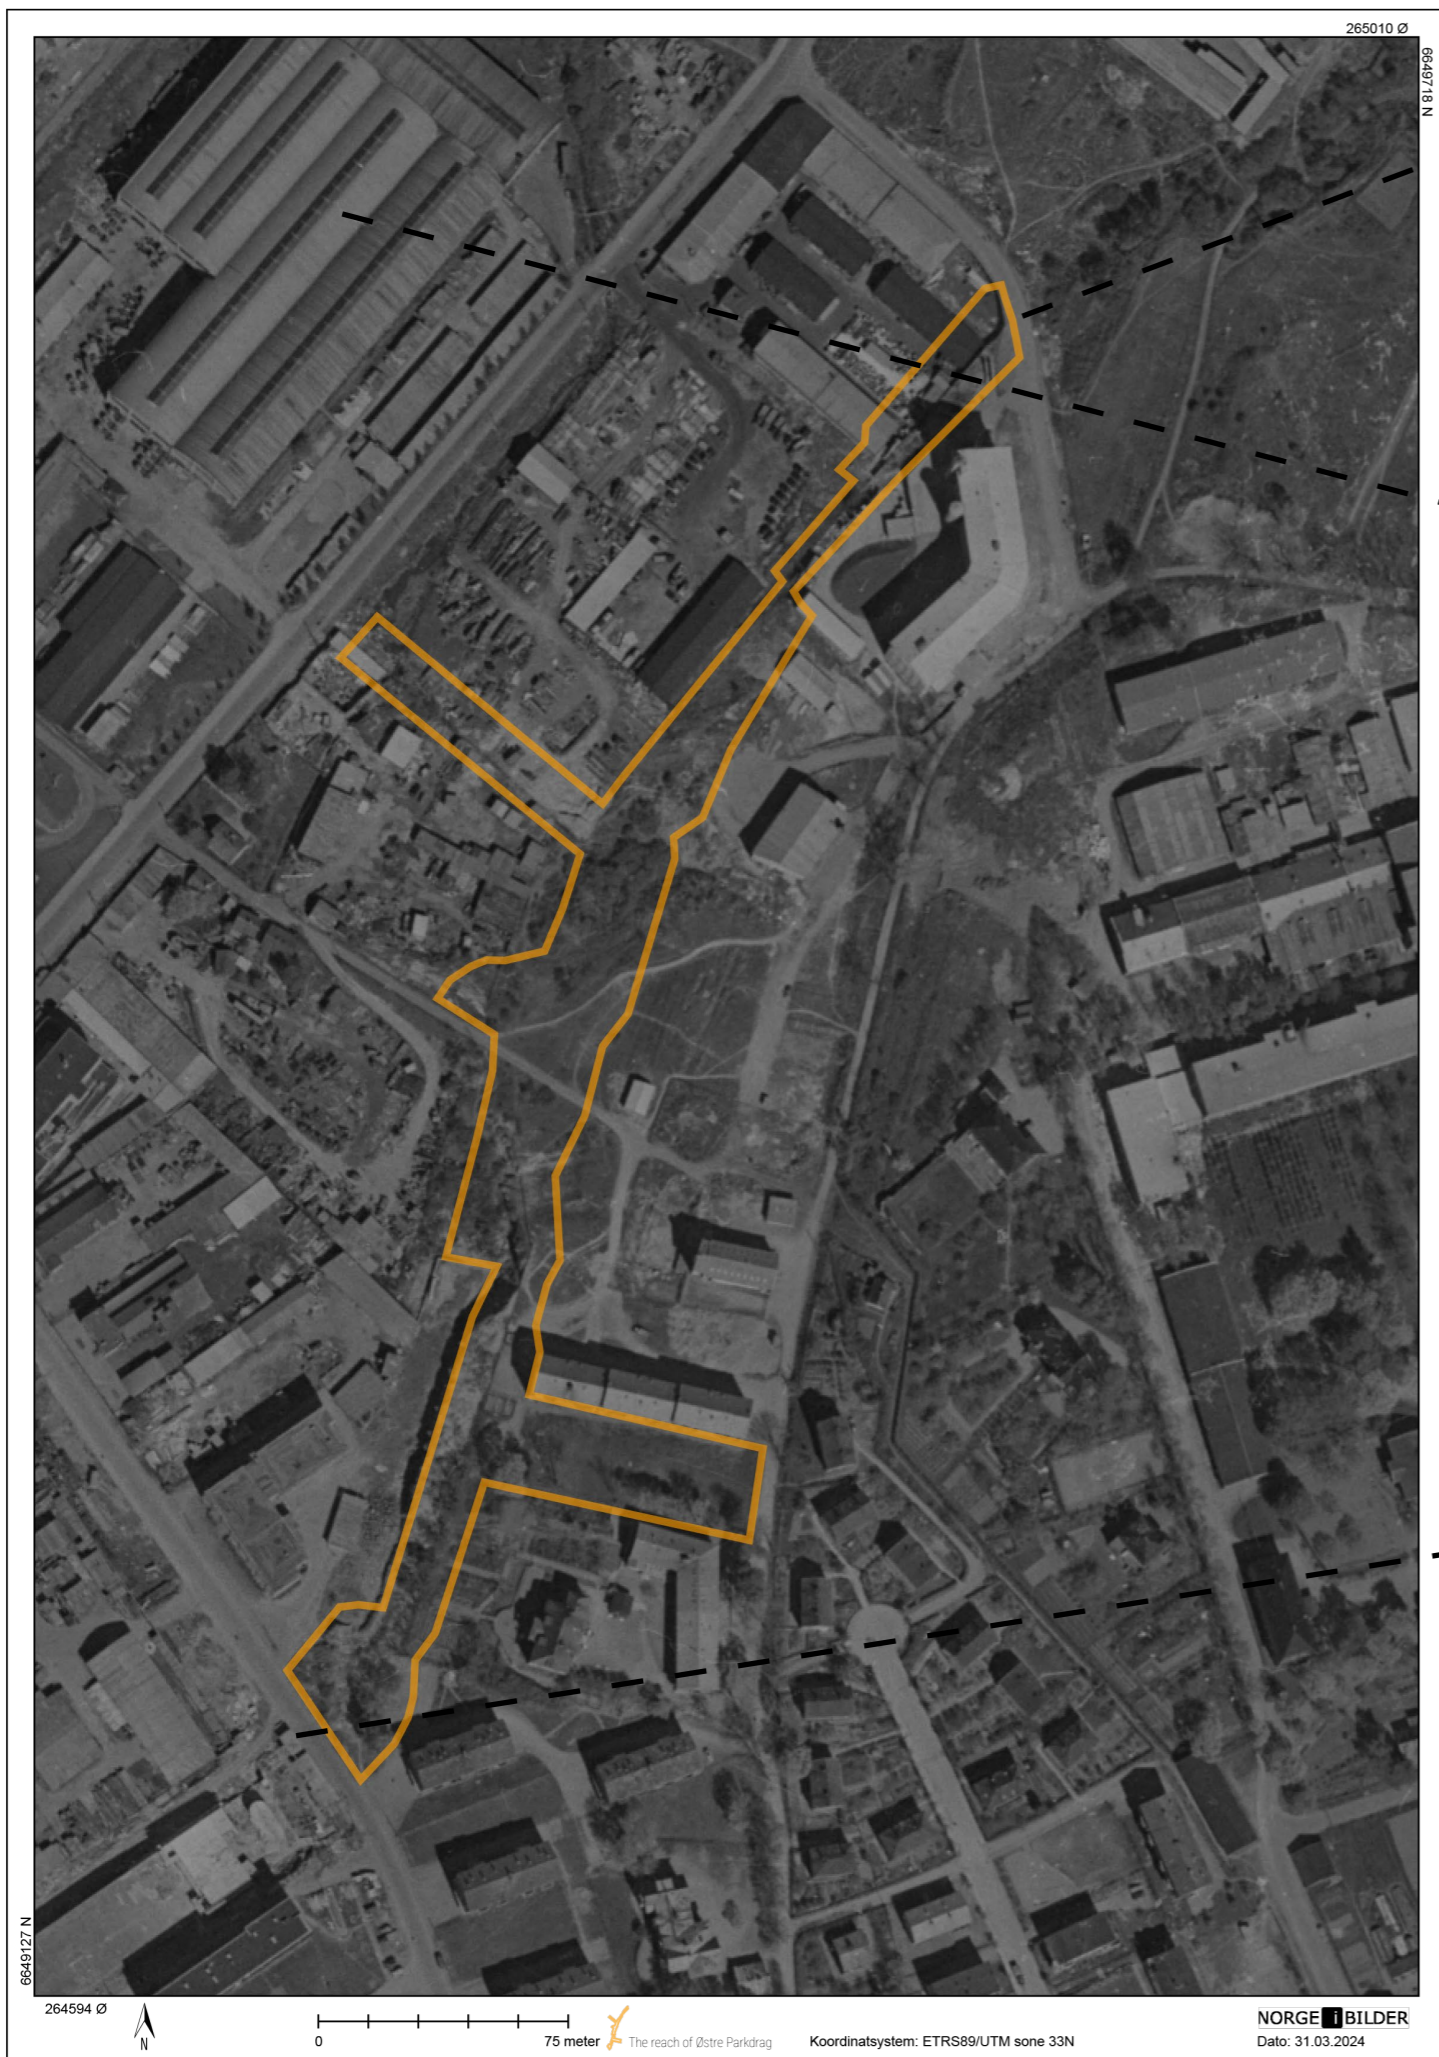 265010 Ø
6649718 N
6649127 N
264594 Ø
N
0
75 meter
The reach of Østre Parkdrag
Koordinatsystem: ETRS89/UTM sone 33N
NORGE i BILDER
Dato: 31.03.2024